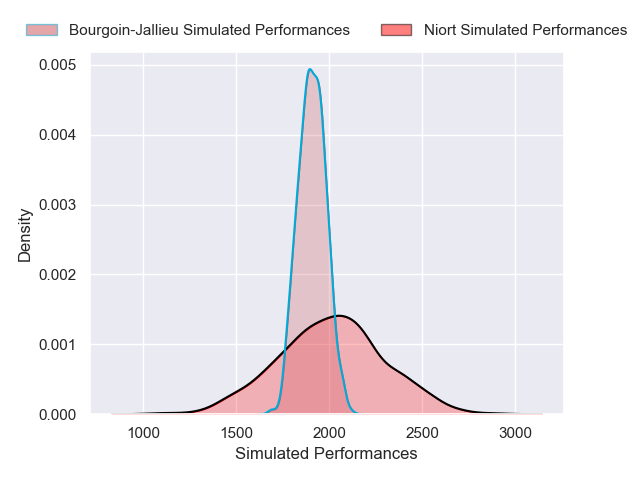 Bourgoin-Jallieu Simulated Performances
Niort Simulated Performances
0.005
0.004
0.003
0.002
0.001
0.000
Density
1000
1500
2000
2500
3000
Simulated Performances